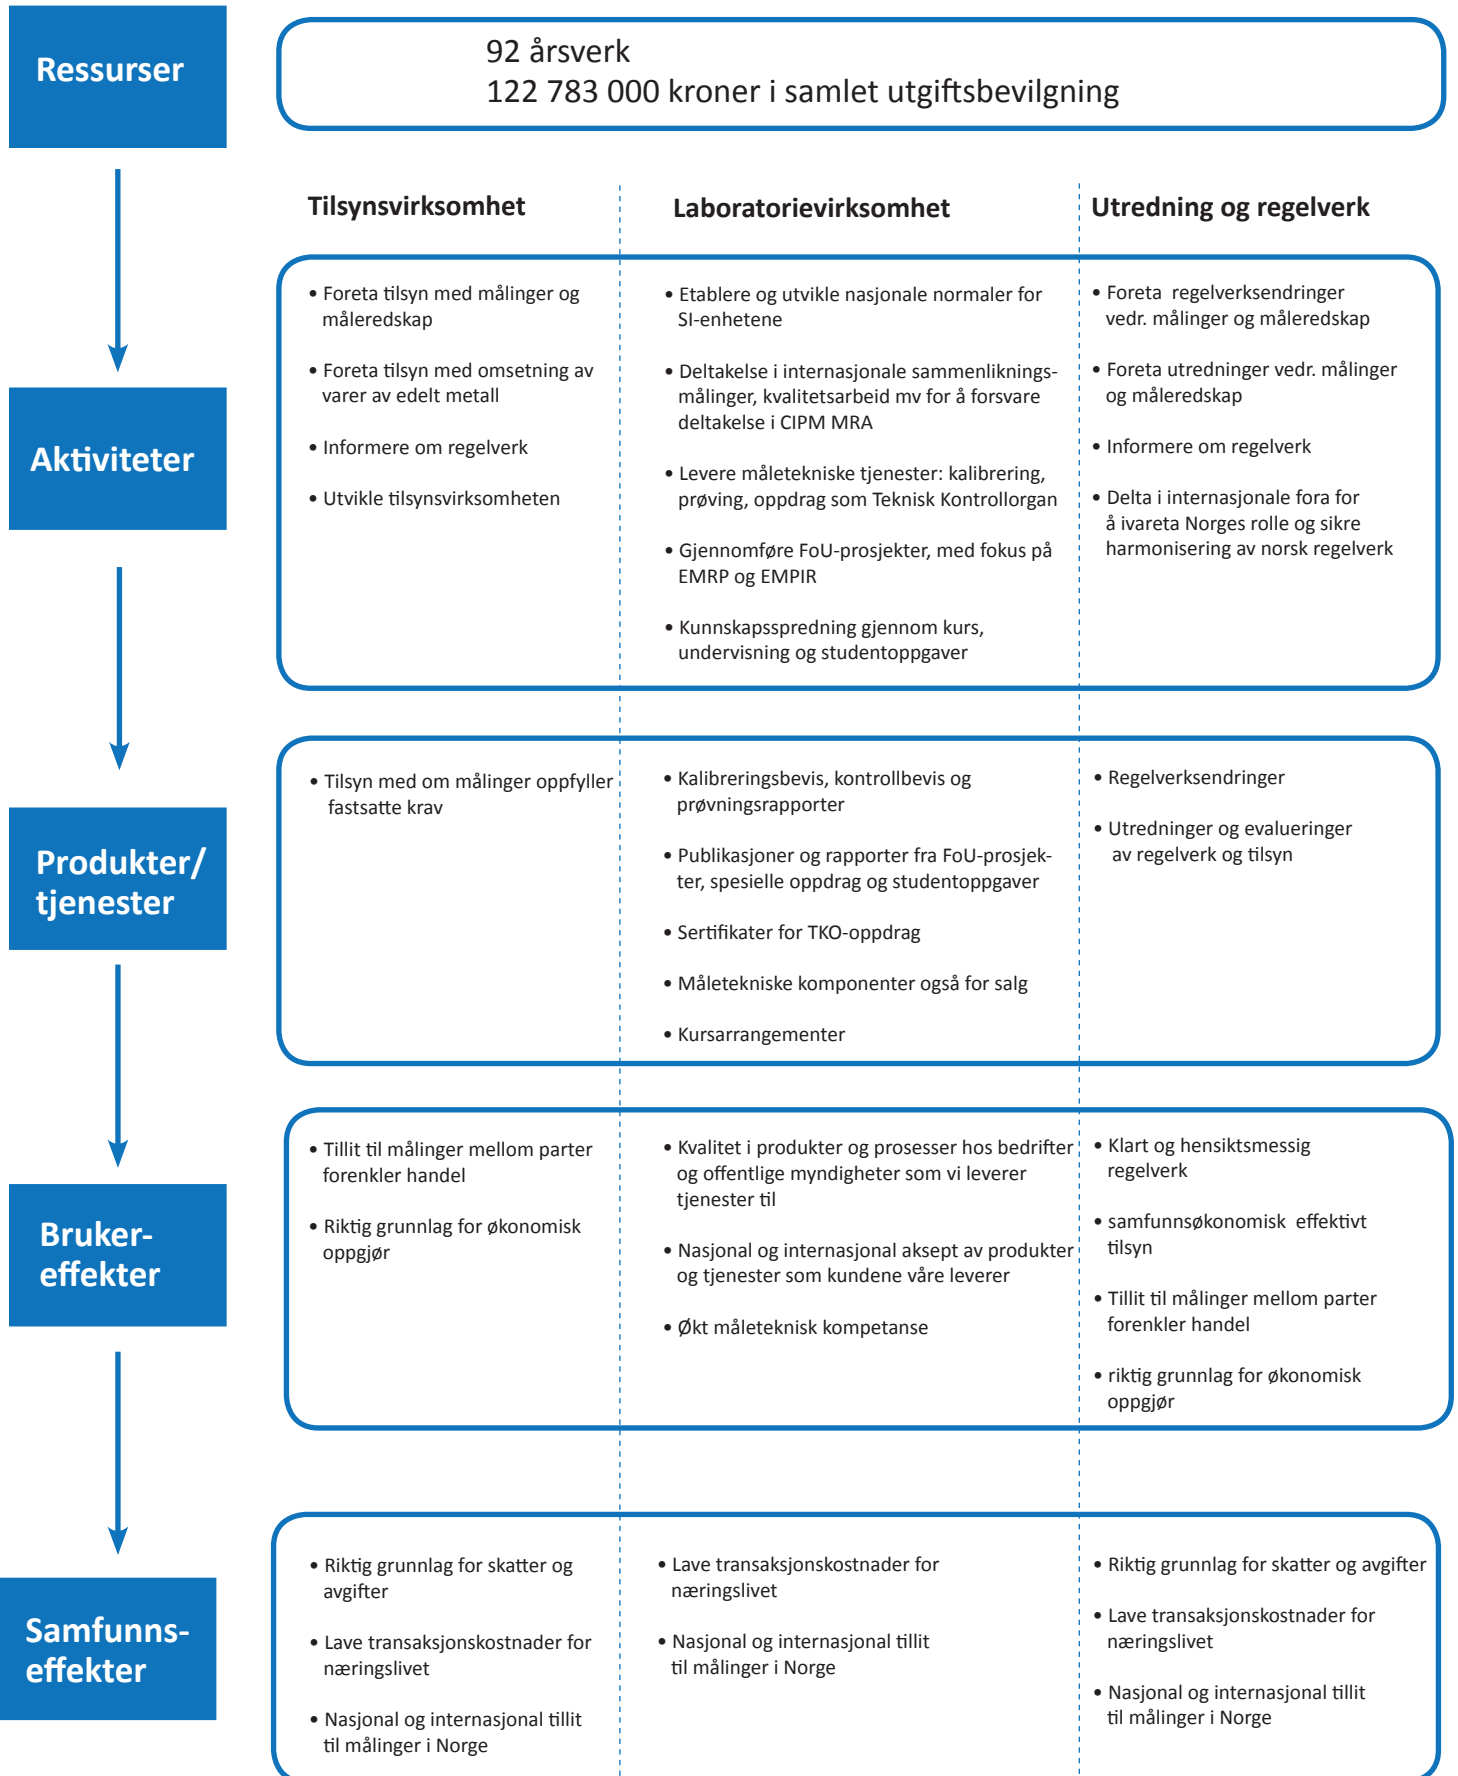 Ressurser
92 årsverk
122 783 000 kroner i samlet utgiftsbevilgning
Tilsynsvirksomhet
Laboratorievirksomhet
Utredning og regelverk
Aktiviteter
• Foreta tilsyn med målinger og
måleredskap
• Foreta tilsyn med omsetning av
varer av edelt metall
• Informere om regelverk
• Utvikle tilsynsvirksomheten
• Etablere og utvikle nasjonale normaler for
SI-enhetene
• Deltakelse i internasjonale sammenliknings-
målinger, kvalitetsarbeid mv for å forsvare
deltakelse i CIPM MRA
• Levere måletekniske tjenester: kalibrering,
prøving, oppdrag som Teknisk Kontrollorgan
• Gjennomføre FoU-prosjekter, med fokus på
EMRP og EMPIR
• Kunnskapsspredning gjennom kurs,
undervisning og studentoppgaver
• Foreta regelverksendringer
vedr. målinger og måleredskap
• Foreta utredninger vedr. målinger
og måleredskap
• Informere om regelverk
• Delta i internasjonale fora for
å ivareta Norges rolle og sikre
harmonisering av norsk regelverk
Produkter/
tjenester
• Tilsyn med om målinger oppfyller
fastsatte krav
• Kalibreringsbevis, kontrollbevis og
prøvningsrapporter
• Publikasjoner og rapporter fra FoU-prosjek-
ter, spesielle oppdrag og studentoppgaver
• Sertifikater for TKO-oppdrag
• Måletekniske komponenter også for salg
• Kursarrangementer
• Regelverksendringer
• Utredninger og evalueringer
av regelverk og tilsyn
Bruker-
effekter
• Tillit til målinger mellom parter
forenkler handel
• Riktig grunnlag for økonomisk
oppgjør
• Kvalitet i produkter og prosesser hos bedrifter
og offentlige myndigheter som vi leverer
tjenester til
• Nasjonal og internasjonal aksept av produkter
og tjenester som kundene våre leverer
• Økt måleteknisk kompetanse
• Klart og hensiktsmessig
regelverk
• samfunnsøkonomisk effektivt
tilsyn
• Tillit til målinger mellom parter
forenkler handel
• riktig grunnlag for økonomisk
oppgjør
Samfunns-
effekter
• Riktig grunnlag for skatter og
avgifter
• Lave transaksjonskostnader for
næringslivet
• Nasjonal og internasjonal tillit
til målinger i Norge
• Lave transaksjonskostnader for
næringslivet
• Nasjonal og internasjonal tillit
til målinger i Norge
• Riktig grunnlag for skatter og avgifter
• Lave transaksjonskostnader for
næringslivet
• Nasjonal og internasjonal tillit
til målinger i Norge